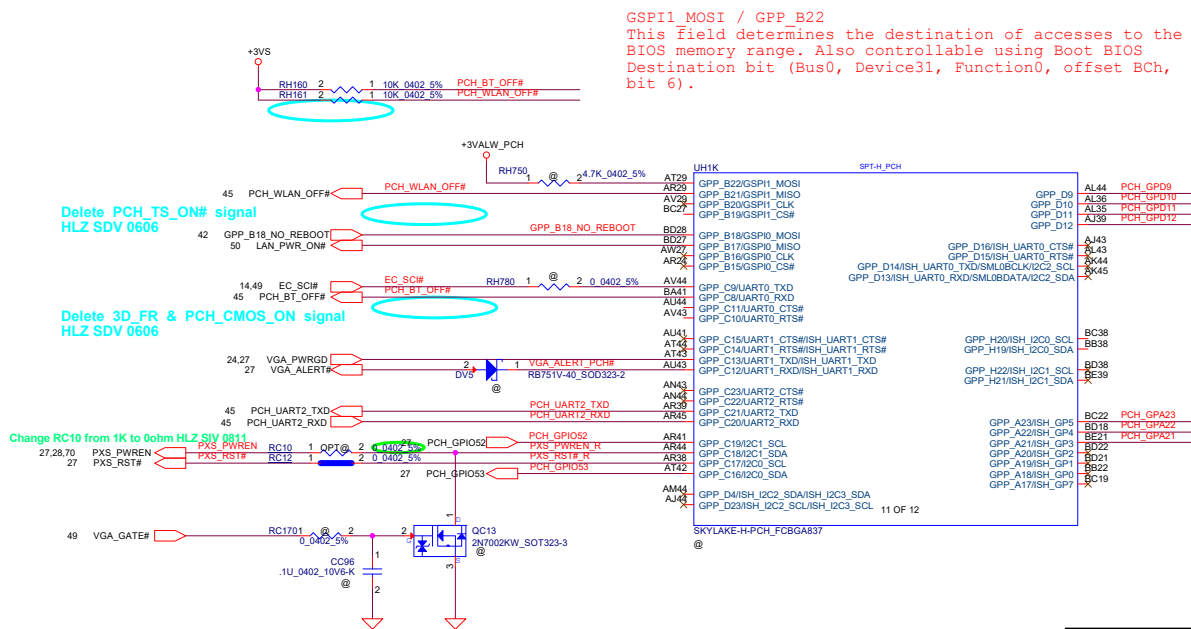 GSPI1_MOSI / GPP_B22
This field determines the destination of accesses to the
BIOS memory range. Also controllable using Boot BIOS
Destination bit (Bus0, Device31, Function0, offset BCh,
bit 6).
+3VS
RH160 2 1 10K_0402_5% PCH_BT_OFF#
RH161 2 1 10K_0402_5% PCH_WLAN_OFF#
+3VALW_PCH
RH750 1 @ 2 4.7K_0402_5%
UH1K SPT-H_PCH
AT29 GPP_B22/GSPI1_MOSI
45 PCH_WLAN_OFF# PCH_WLAN_OFF# AR29 GPP_B21/GSPI1_MISO
AV29 GPP_B20/GSPI1_CLK
BC27 GPP_B19/GSPI1_CS#
Delete PCH_TS_ON# signal
HLZ SDV 0606
42 GPP_B18_NO_REBOOT GPP_B18_NO_REBOOT BD28 GPP_B18/GSPI0_MOSI
50 LAN_PWR_ON# BD27 GPP_B17/GSPI0_MISO
AW27 GPP_B16/GSPI0_CLK
AR24 GPP_B15/GSPI0_CS#
14,49 EC_SCI# EC_SCI# RH780 1 @ 2 0_0402_5% AV44 GPP_C9/UART0_TXD
45 PCH_BT_OFF# PCH_BT_OFF# BA41 GPP_C8/UART0_RXD
AU44 GPP_C11/UART0_CTS#
AV43 GPP_C10/UART0_RTS#
Delete 3D_FR & PCH_CMOS_ON signal
HLZ SDV 0606
AU41 GPP_C15/UART1_CTS#/ISH_UART1_CTS#
AT44 GPP_C14/UART1_RTS#/ISH_UART1_RTS#
24,27 VGA_PWRGD AT43 GPP_C13/UART1_TXD/ISH_UART1_TXD
27 VGA_ALERT# 2 1 VGA_ALERT_PCH# AU43 GPP_C12/UART1_RXD/ISH_UART1_RXD
DV5 RB751V-40_SOD323-2
@
AN43 GPP_C23/UART2_CTS#
AN44 GPP_C22/UART2_RTS#
45 PCH_UART2_TXD PCH_UART2_TXD AR39 GPP_C21/UART2_TXD
45 PCH_UART2_RXD PCH_UART2_RXD AR45 GPP_C20/UART2_RXD
Change RC10 from 1K to 0ohm HLZ SIV 0811
27 PCH_GPIO52 PCH_GPIO52 AR41 GPP_C19/I2C1_SCL
27,28,70 PXS_PWREN PXS_PWREN RC10 1 OPT@ 2 0_0402_5% PXS_PWREN_R AR44 GPP_C18/I2C1_SDA
27 PXS_RST# PXS_RST# RC12 1 2 0_0402_5% PXS_RST#_R AR38 GPP_C17/I2C0_SCL
27 PCH_GPIO53 PCH_GPIO53 AT42 GPP_C16/I2C0_SDA
AM44 GPP_D4/ISH_I2C2_SDA/ISH_I2C3_SDA
AJ44 GPP_D23/ISH_I2C2_SCL/ISH_I2C3_SCL
11 OF 12
SKYLAKE-H-PCH_FCBGA837
@
GPP_D9 AL44 PCH_GPD9
GPP_D10 AL36 PCH_GPD10
GPP_D11 AL35 PCH_GPD11
GPP_D12 AJ39 PCH_GPD12
GPP_D16/ISH_UART0_CTS# AJ43
GPP_D15/ISH_UART0_RTS# AL43
GPP_D14/ISH_UART0_TXD/SML0BCLK/I2C2_SCL AK44
GPP_D13/ISH_UART0_RXD/SML0BDATA/I2C2_SDA AK45
GPP_H20/ISH_I2C0_SCL BC38
GPP_H19/ISH_I2C0_SDA BB38
GPP_H22/ISH_I2C1_SCL BD38
GPP_H21/ISH_I2C1_SDA BE39
GPP_A23/ISH_GP5 BC22 PCH_GPA23
GPP_A22/ISH_GP4 BD18 PCH_GPA22
GPP_A21/ISH_GP3 BE21 PCH_GPA21
GPP_A20/ISH_GP2 BD22
GPP_A19/ISH_GP1 BD21
GPP_A18/ISH_GP0 BB22
GPP_A17/ISH_GP7 BC19
49 VGA_GATE# RC1701 @ 2 0_0402_5% 2 G
1 D
QC13
2N7002KW_SOT323-3
@
S 3
CC96
.1U_0402_10V6-K
@
1
2